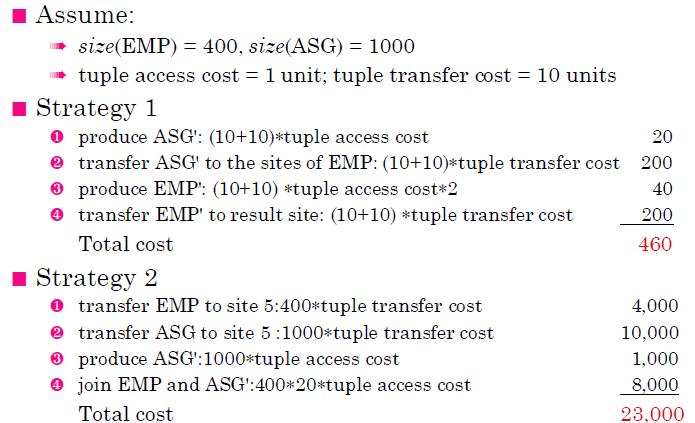 Assume:
size(EMP) = 400, size(ASG) = 1000
tuple access cost = 1 unit; tuple transfer cost = 10 units
Strategy 1
❶ produce ASG': (10+10)*tuple access cost 20
❷ transfer ASG' to the sites of EMP: (10+10)*tuple transfer cost 200
❸ produce EMP': (10+10) *tuple access cost*2 40
❹ transfer EMP' to result site: (10+10) *tuple transfer cost 200
Total cost 460
Strategy 2
❶ transfer EMP to site 5:400*tuple transfer cost 4,000
❷ transfer ASG to site 5 :1000*tuple transfer cost 10,000
❸ produce ASG':1000*tuple access cost 1,000
❹ join EMP and ASG':400*20*tuple access cost 8,000
Total cost 23,000